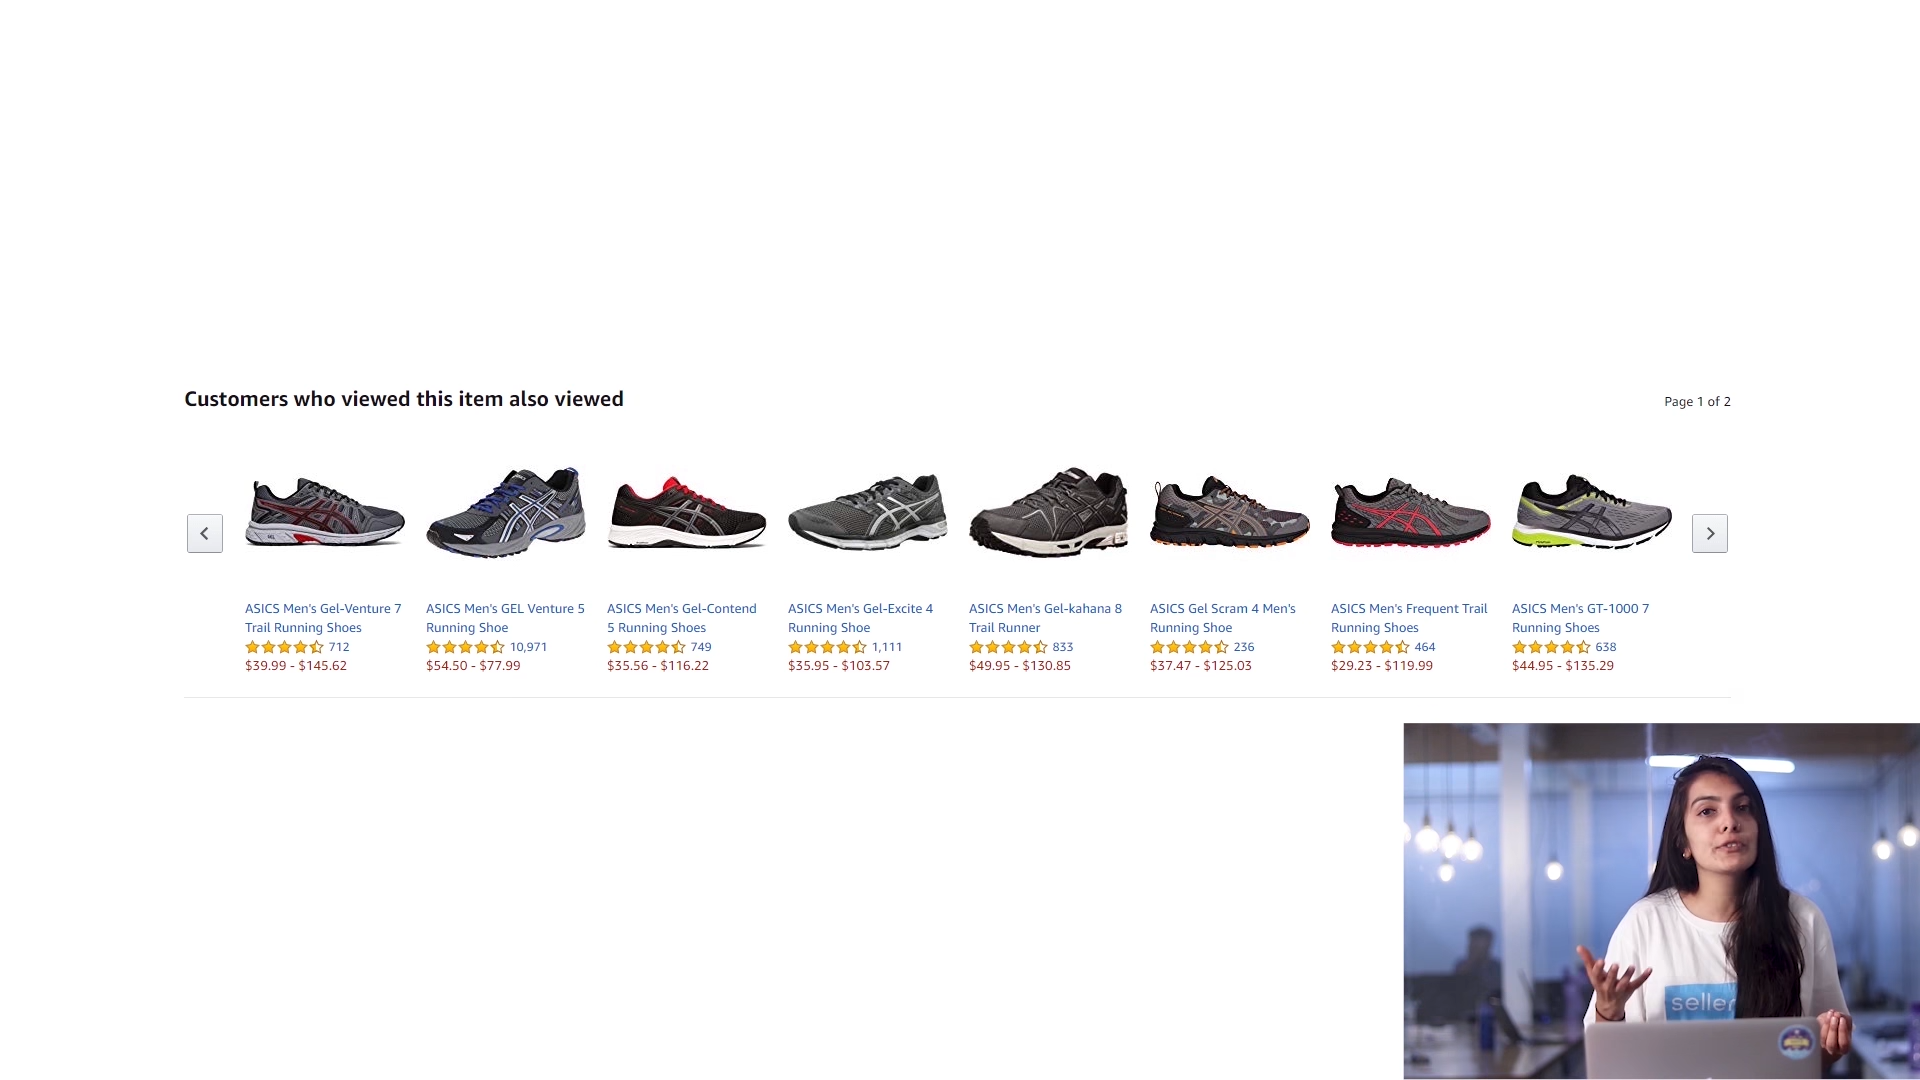 Customers who viewed this item also viewed
Page 1 of 2
ASICS Men's Gel-Venture 7
Trail Running Shoes
712
$39.99 - $145.62
ASICS Men's GEL Venture 5
Running Shoe
10,971
$54.50 - $77.99
ASICS Men's Gel-Contend
5 Running Shoes
749
$35.56 - $116.22
ASICS Men's Gel-Excite 4
Running Shoe
1,111
$35.95 - $103.57
ASICS Men's Gel-kahana 8
Trail Runner
833
$49.95 - $130.85
ASICS Gel Scram 4 Men's
Running Shoe
236
$37.47 - $125.03
ASICS Men's Frequent Trail
Running Shoes
464
$29.23 - $119.99
ASICS Men's GT-1000 7
Running Shoes
638
$44.95 - $135.29
seller